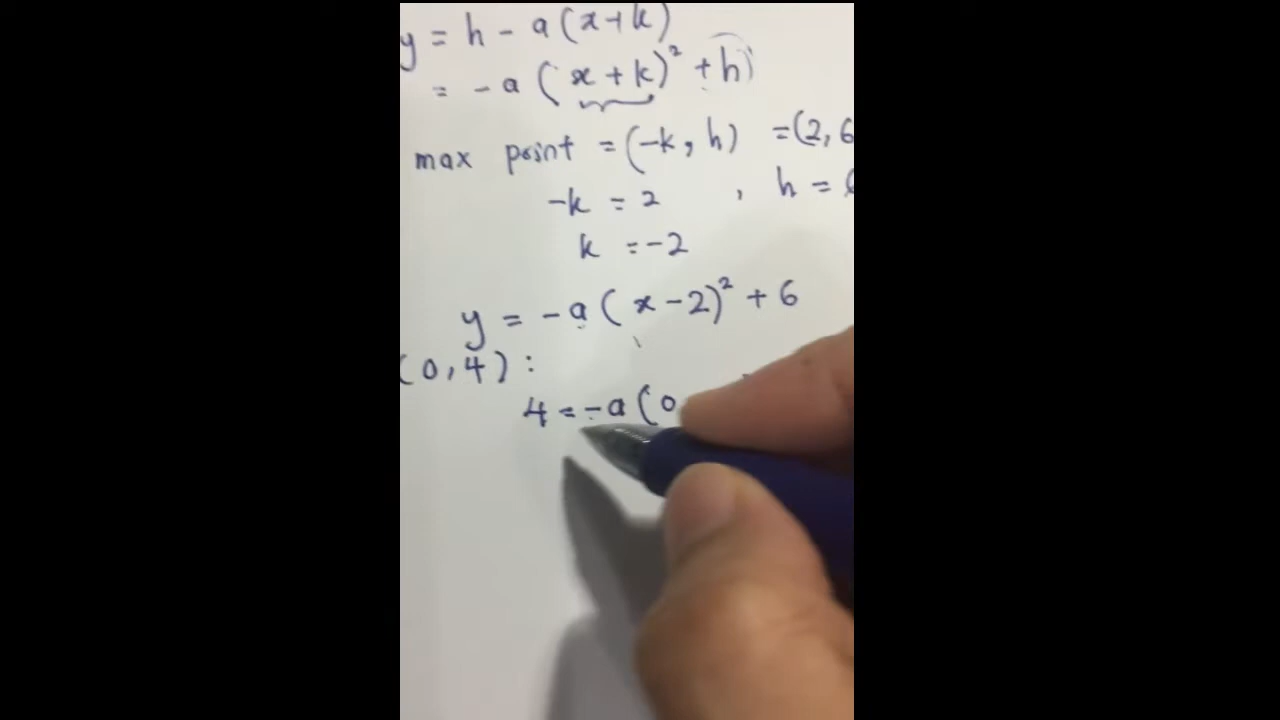 y = h - a(x+k)
= -a (x+k)² + h
max point = (-k, h) = (2, 6
-k = 2 , h =
k = -2
y = -a (x-2)² + 6
(0,4) :
4 = -a (0